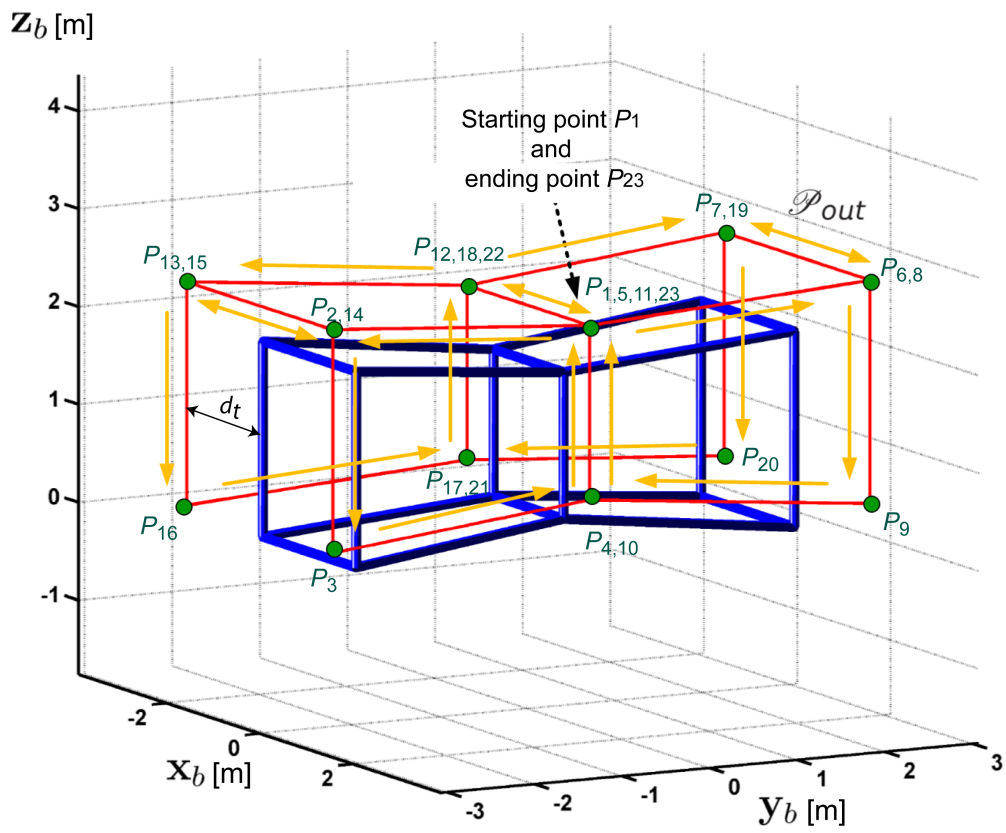 z_b [m]
4
3
2
1
0
-1
Starting point P1
and
ending point P23
𝒫out
P7,19
P12,18,22
P13,15
P1,5,11,23
P6,8
P2,14
d_t
P20
P17,21
P16
P9
P4,10
P3
-2
0
2
x_b [m]
-3
-2
-1
0
1
2
3
y_b [m]